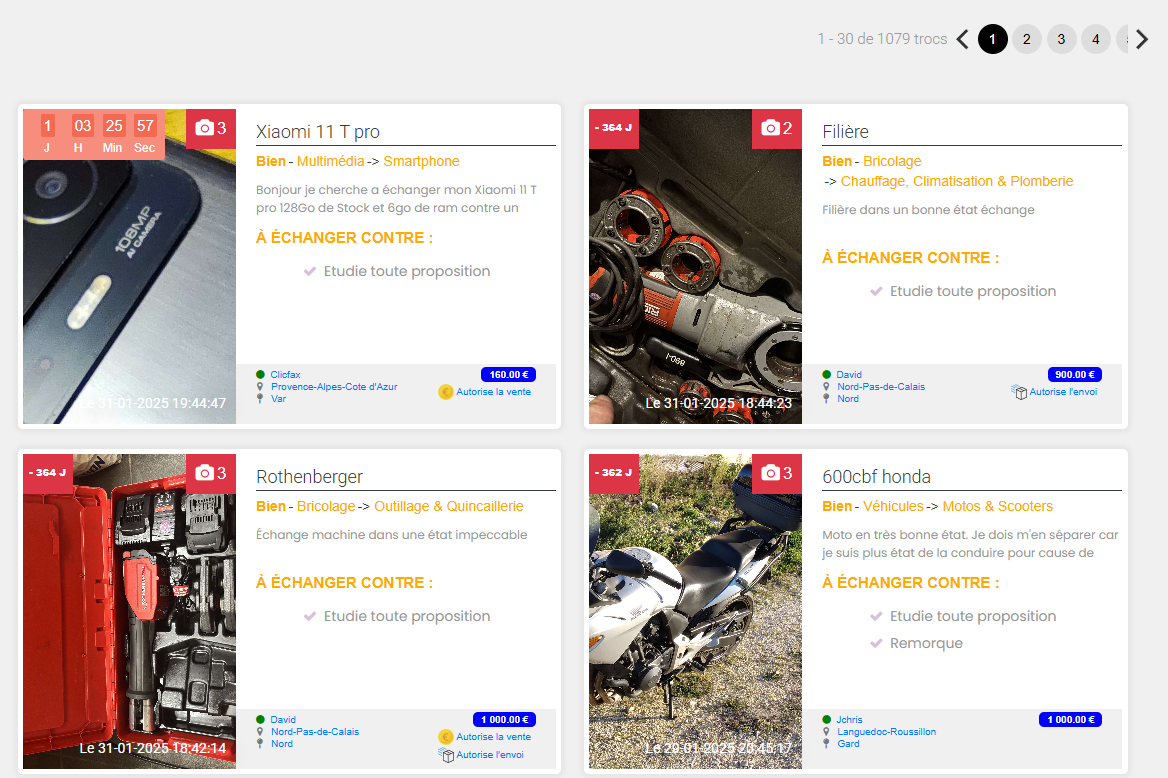 1 - 30 de 1079 trocs
1
2
3
4
1 03 25 57
J H Min Sec
3
108MP
AI CAMERA
Le 31-01-2025 19:44:47
Xiaomi 11 T pro
Bien - Multimédia -> Smartphone
Bonjour je cherche a échanger mon Xiaomi 11 T
pro 128Go de Stock et 6go de ram contre un
À ÉCHANGER CONTRE :
Etudie toute proposition
Clicfax
Provence-Alpes-Cote d'Azur
Var
160.00 €
Autorise la vente
- 364 J
2
Le 31-01-2025 18:44:23
Filière
Bien - Bricolage
-> Chauffage, Climatisation & Plomberie
Filière dans un bonne état échange
À ÉCHANGER CONTRE :
Etudie toute proposition
David
Nord-Pas-de-Calais
Nord
900.00 €
Autorise l'envoi
- 364 J
3
Le 31-01-2025 18:42:14
Rothenberger
Bien - Bricolage -> Outillage & Quincaillerie
Échange machine dans une état impeccable
À ÉCHANGER CONTRE :
Etudie toute proposition
David
Nord-Pas-de-Calais
Nord
1 000.00 €
Autorise la vente
Autorise l'envoi
- 362 J
3
Le 29-01-2025 20:45:17
600cbf honda
Bien - Véhicules -> Motos & Scooters
Moto en très bonne état. Je dois m'en séparer car
je suis plus état de la conduire pour cause de
À ÉCHANGER CONTRE :
Etudie toute proposition
Remorque
Jchris
Languedoc-Roussillon
Gard
1 000.00 €